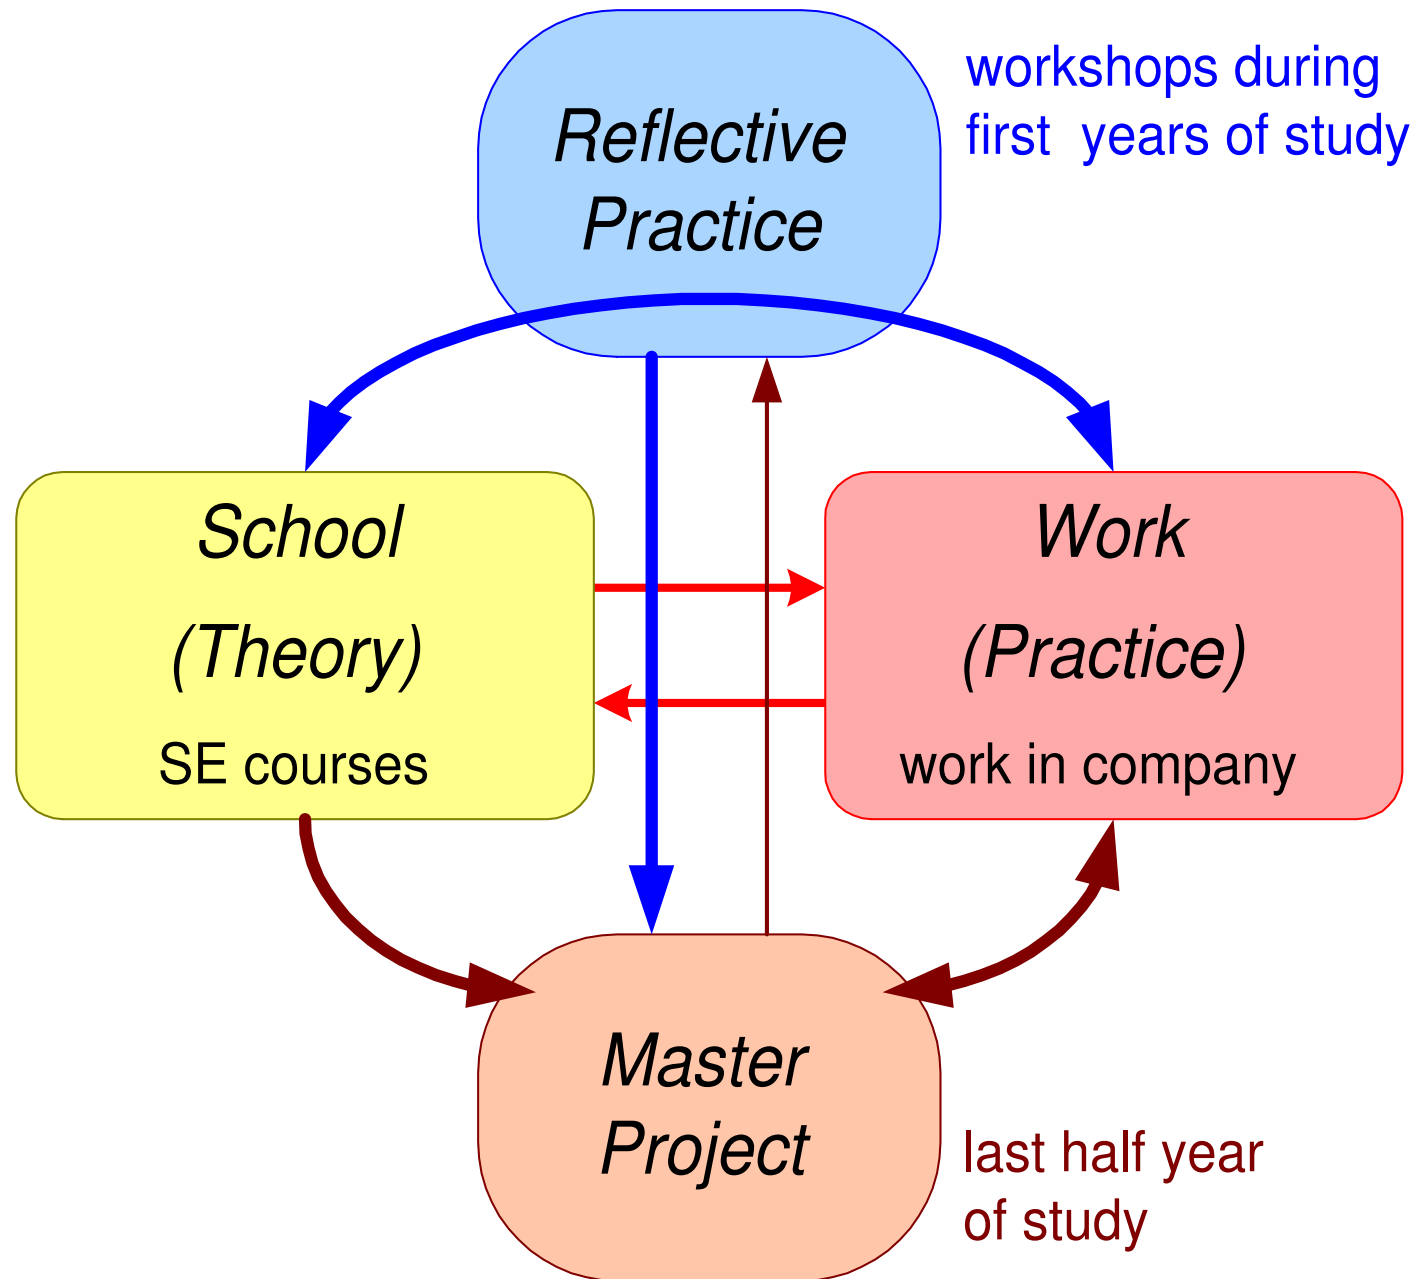 Reflective
Practice
workshops during
first years of study
School
(Theory)
SE courses
Work
(Practice)
work in company
Master
Project
last half year
of study